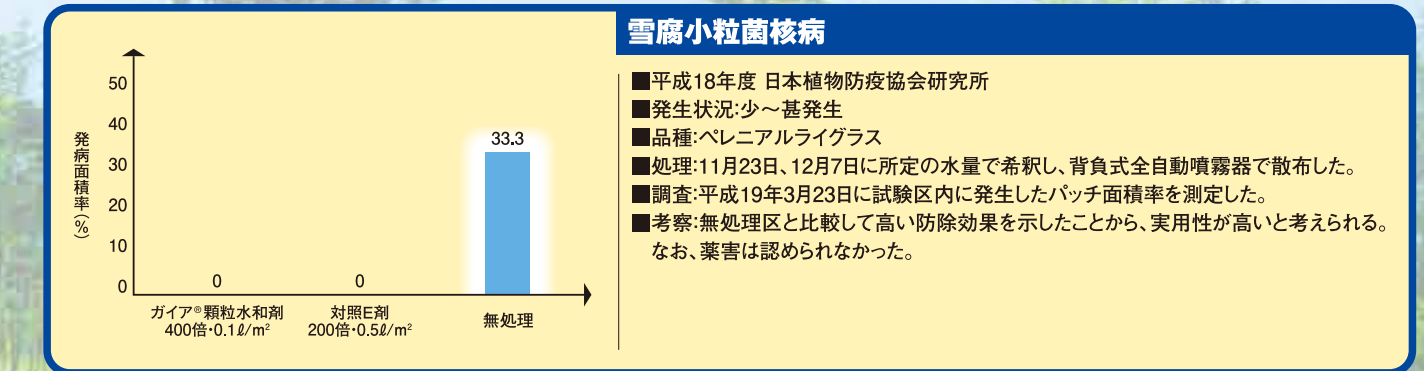 雪腐小粒菌核病
発病面積率(%)
50
40
30
20
10
0
0
0
33.3
ガイア®顆粒水和剤
400倍・0.1ℓ/m²
対照E剤
200倍・0.5ℓ/m²
無処理
■平成18年度 日本植物防疫協会研究所
■発生状況:少～甚発生
■品種:ペレニアルライグラス
■処理:11月23日、12月7日に所定の水量で希釈し、背負式全自動噴霧器で散布した。
■調査:平成19年3月23日に試験区内に発生したパッチ面積率を測定した。
■考察:無処理区と比較して高い防除効果を示したことから、実用性が高いと考えられる。
なお、薬害は認められなかった。